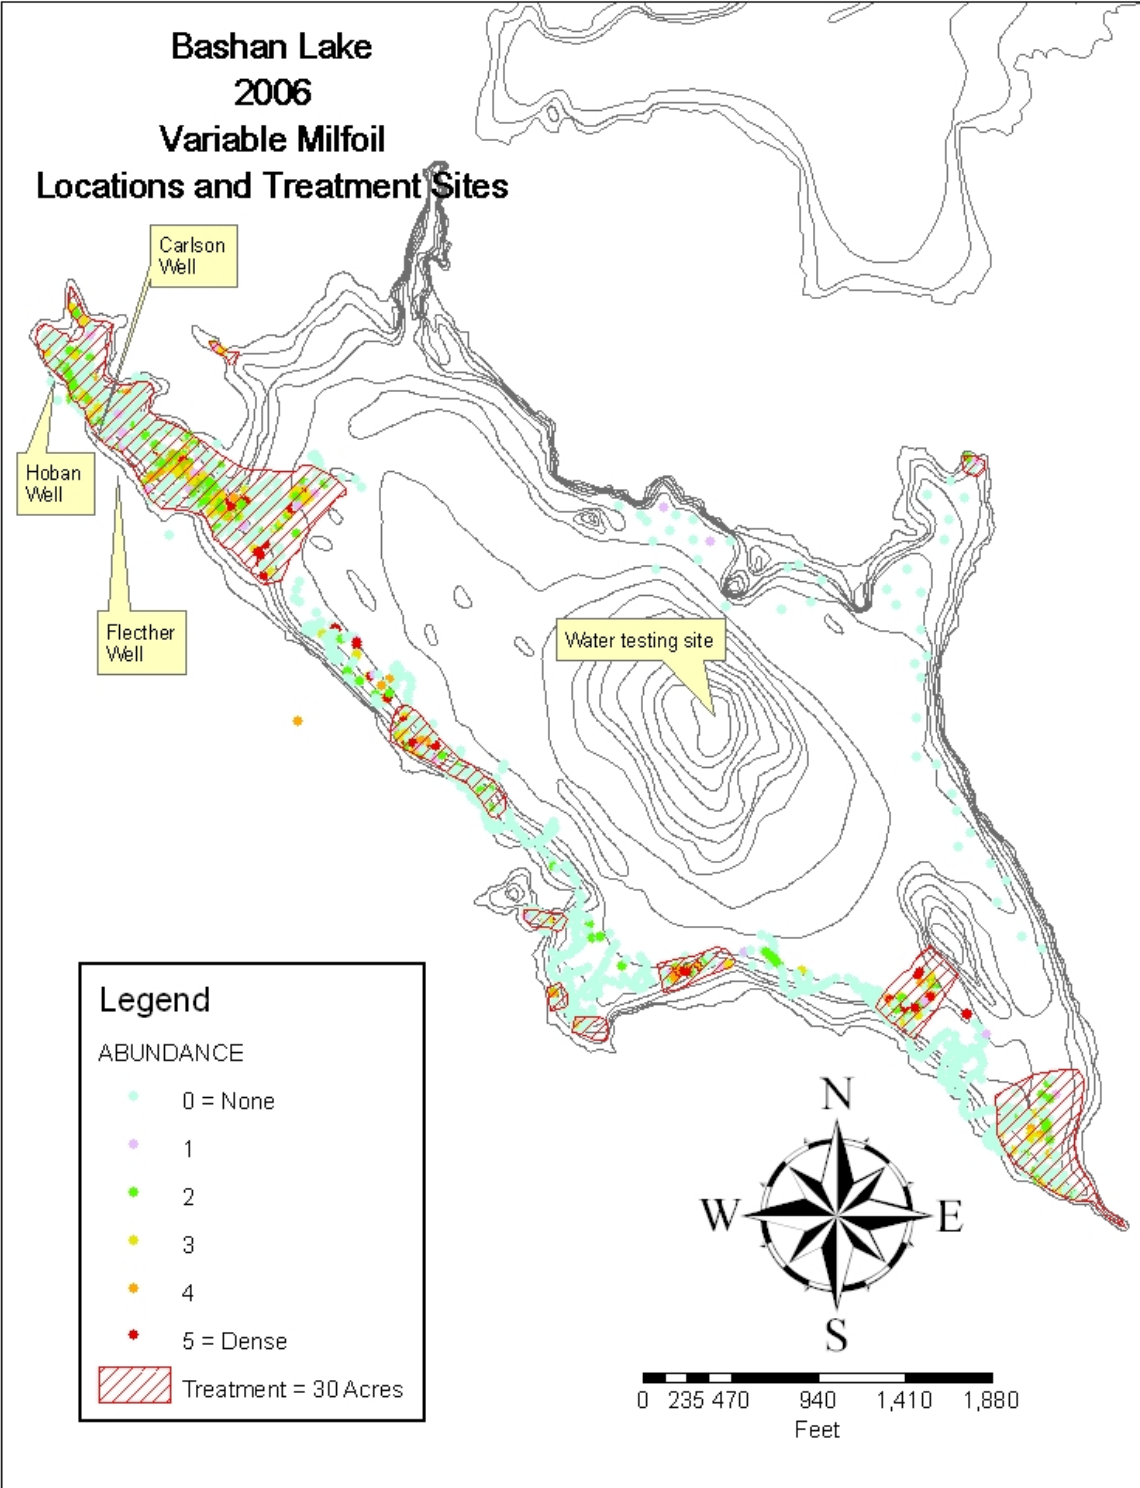 Bashan Lake
2006
Variable Milfoil
Locations and Treatment Sites
Carlson
Well
Hoban
Well
Flecther
Well
Water testing site
Legend
ABUNDANCE
0 = None
1
2
3
4
5 = Dense
Treatment = 30 Acres
N
W
E
S
0 235 470 940 1,410 1,880
Feet